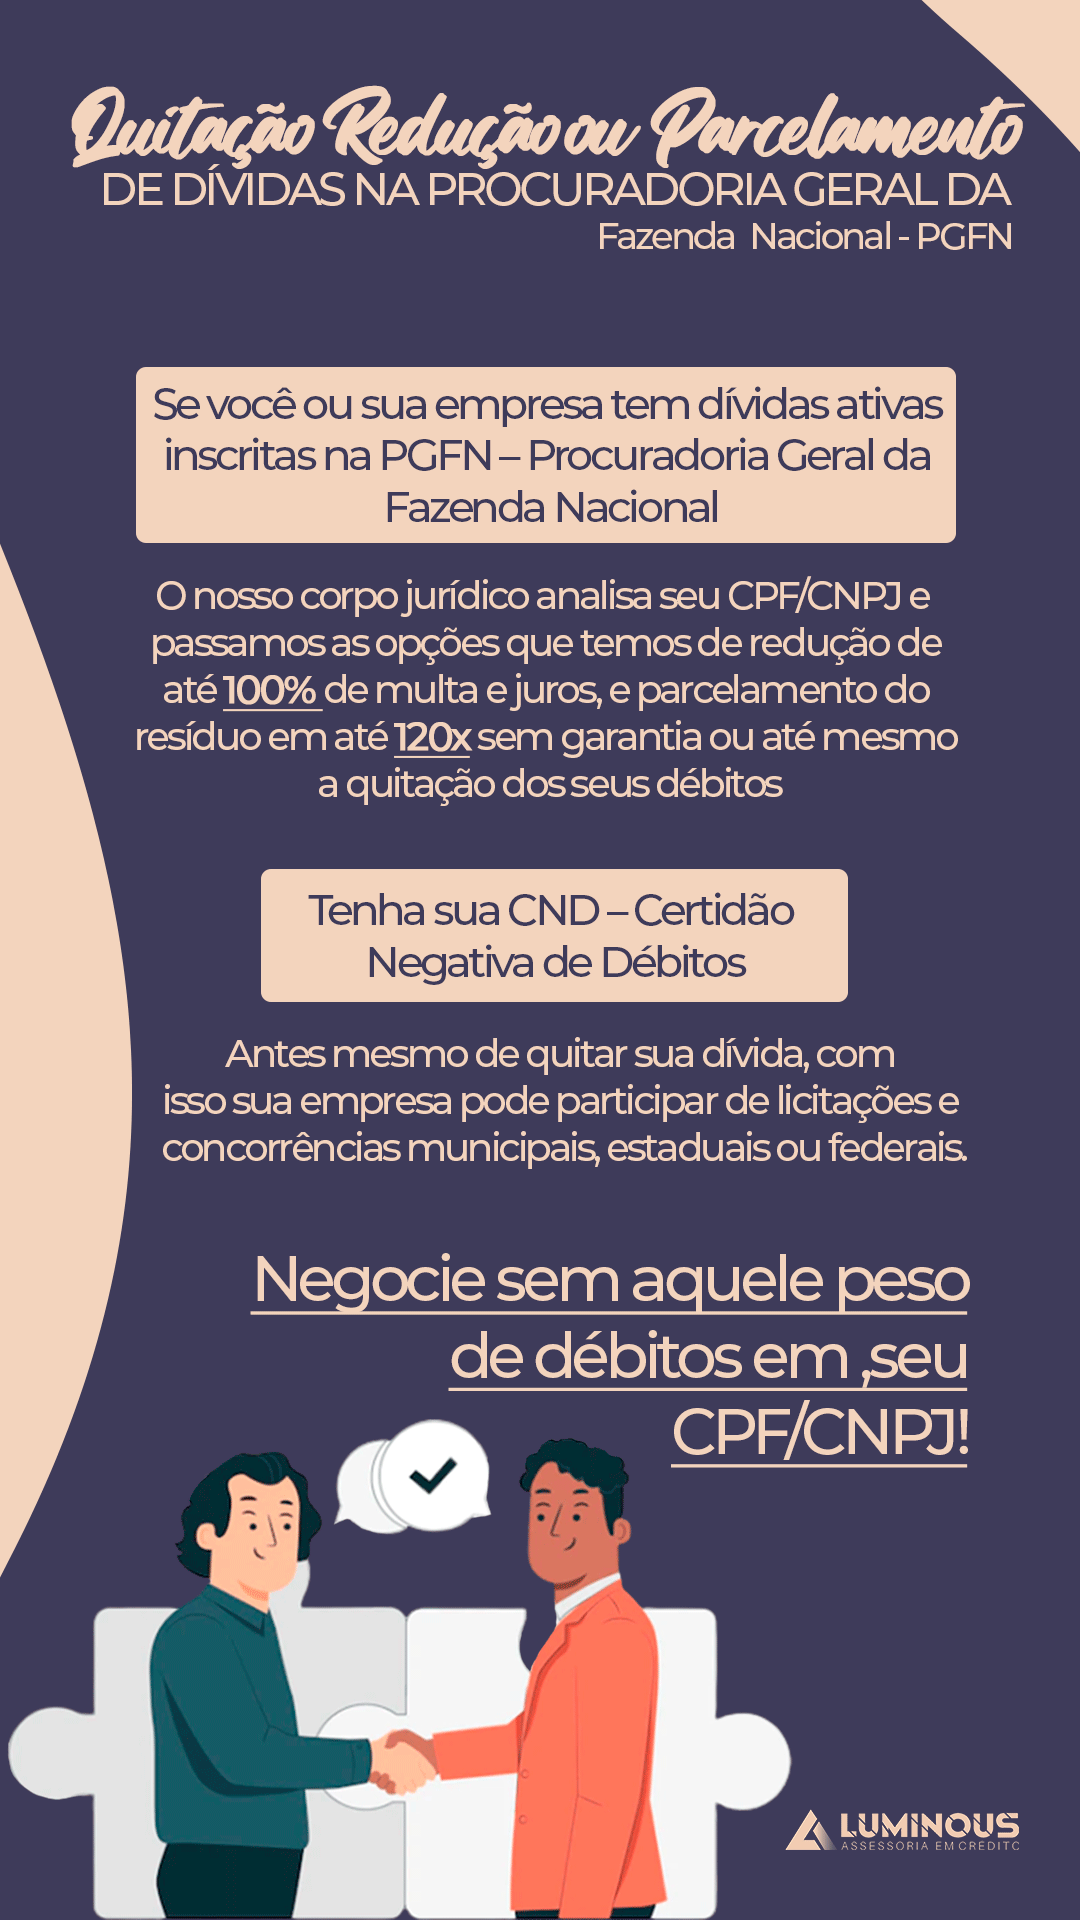 Quitação Redução ou Parcelamento
DE DÍVIDAS NA PROCURADORIA GERAL DA
Fazenda Nacional - PGFN
Se você ou sua empresa tem dívidas ativas
inscritas na PGFN – Procuradoria Geral da
Fazenda Nacional
O nosso corpo jurídico analisa seu CPF/CNPJ e
passamos as opções que temos de redução de
até 100% de multa e juros, e parcelamento do
resíduo em até 120x sem garantia ou até mesmo
a quitação dos seus débitos
Tenha sua CND – Certidão
Negativa de Débitos
Antes mesmo de quitar sua dívida, com
isso sua empresa pode participar de licitações e
concorrências municipais, estaduais ou federais.
Negocie sem aquele peso
de débitos em ,seu
CPF/CNPJ!
LUMINOUS
ASSESSORIA EM CREDITO